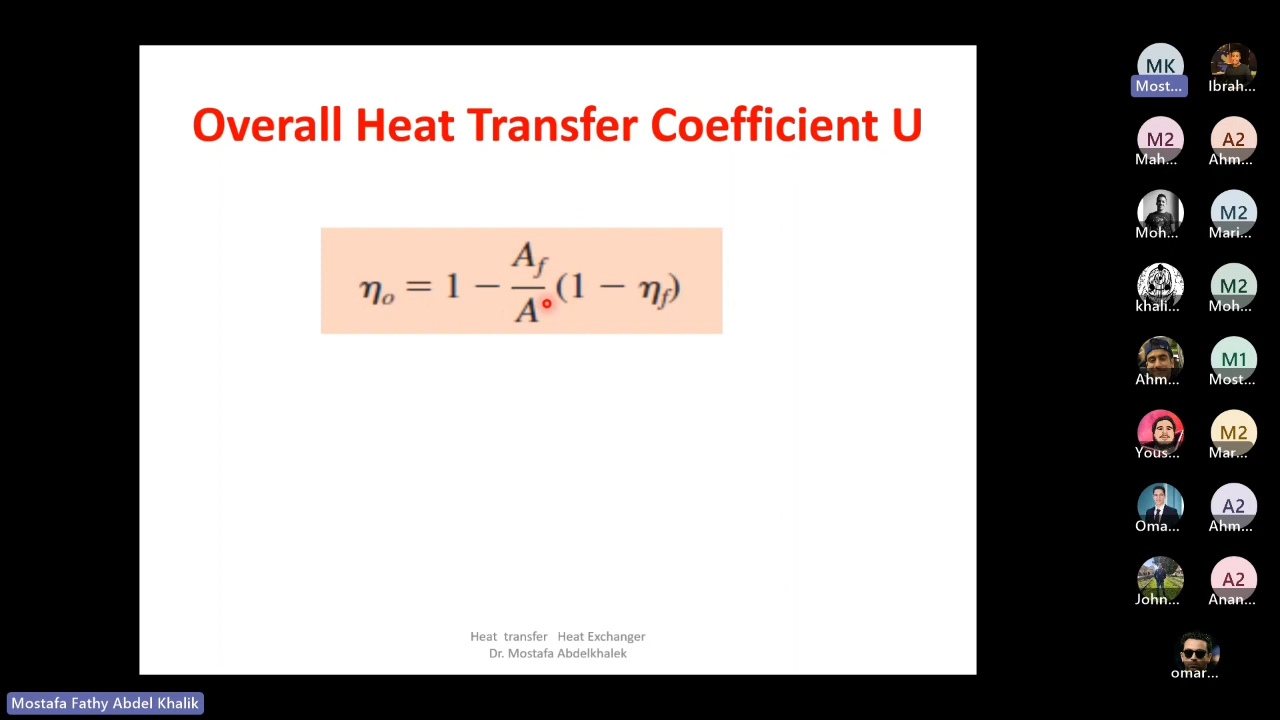 Overall Heat Transfer Coefficient U
ηₒ = 1 − A_f/A (1 − η_f)
Heat transfer Heat Exchanger
Dr. Mostafa Abdelkhalek
MK
Most...
Ibrah...
M2
Mah...
A2
Ahm...
Moh...
M2
Mari...
khali...
M2
Moh...
Ahm...
M1
Most...
Yous...
M2
Mar...
Oma...
A2
Ahm...
John...
A2
Anan...
omar...
Mostafa Fathy Abdel Khalik